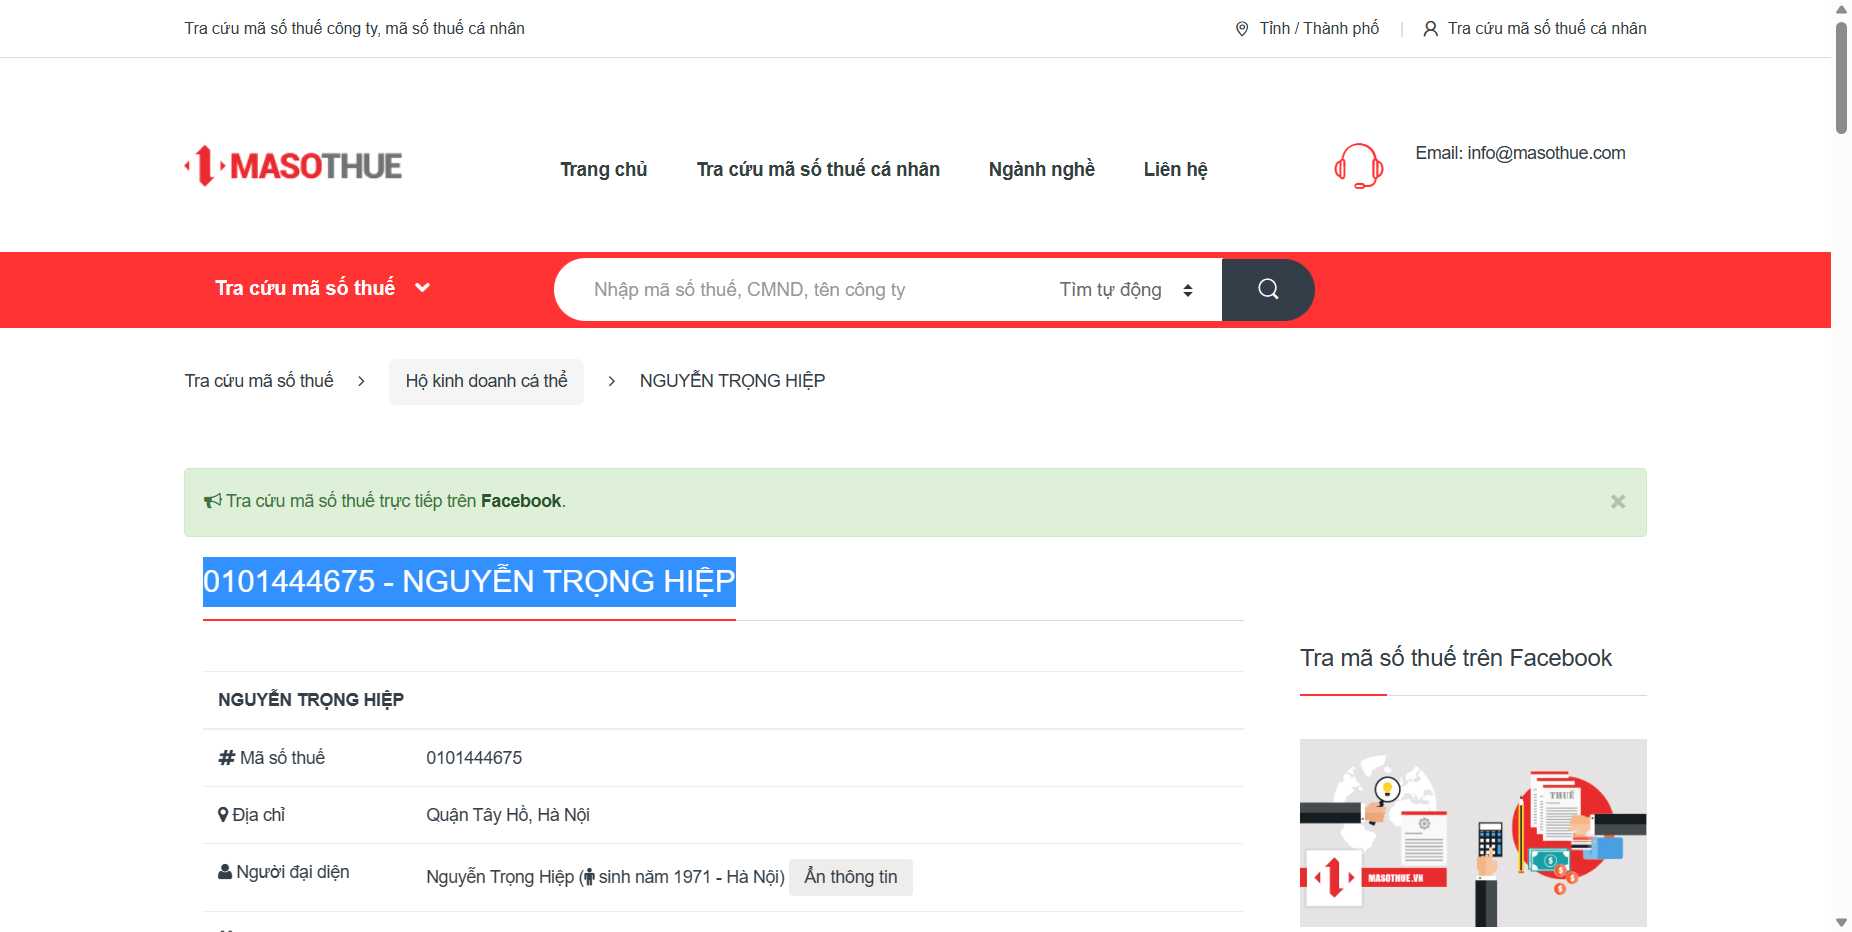 Tra cứu mã số thuế công ty, mã số thuế cá nhân
Tỉnh / Thành phố | Tra cứu mã số thuế cá nhân
MASOTHUE
Trang chủ
Tra cứu mã số thuế cá nhân
Ngành nghề
Liên hệ
Email: info@masothue.com
Tra cứu mã số thuế
Nhập mã số thuế, CMND, tên công ty
Tìm tự động
Tra cứu mã số thuế > Hộ kinh doanh cá thể > NGUYỄN TRỌNG HIỆP
Tra cứu mã số thuế trực tiếp trên Facebook.
×
0101444675 - NGUYỄN TRỌNG HIỆP
NGUYỄN TRỌNG HIỆP
# Mã số thuế 0101444675
Địa chỉ Quận Tây Hồ, Hà Nội
Người đại diện Nguyễn Trọng Hiệp (sinh năm 1971 - Hà Nội) Ẩn thông tin
Tra mã số thuế trên Facebook
THUẾ
MASOTHUE.VN